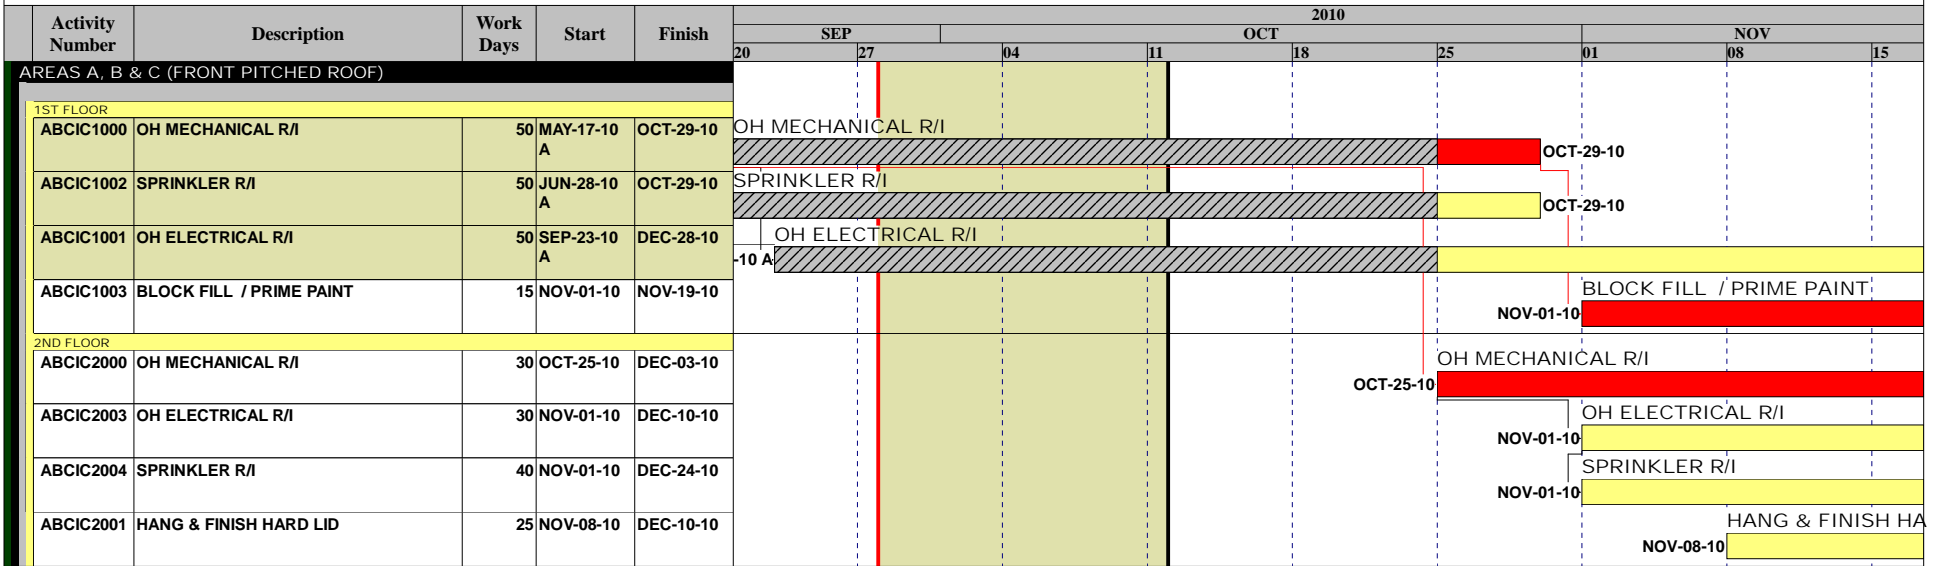 2010
Activity Number Description Work Days Start Finish SEP OCT NOV
20 27 04 11 18 25 01 08 15
AREAS A, B & C (FRONT PITCHED ROOF)
1ST FLOOR
ABCIC1000 OH MECHANICAL R/I 50 MAY-17-10 A OCT-29-10 OH MECHANICAL R/I
OCT-29-10
ABCIC1002 SPRINKLER R/I 50 JUN-28-10 A OCT-29-10 SPRINKLER R/I
OCT-29-10
ABCIC1001 OH ELECTRICAL R/I 50 SEP-23-10 A DEC-28-10 OH ELECTRICAL R/I
-10 A
ABCIC1003 BLOCK FILL / PRIME PAINT 15 NOV-01-10 NOV-19-10 BLOCK FILL / PRIME PAINT
NOV-01-10
2ND FLOOR
ABCIC2000 OH MECHANICAL R/I 30 OCT-25-10 DEC-03-10 OH MECHANICAL R/I
OCT-25-10
ABCIC2003 OH ELECTRICAL R/I 30 NOV-01-10 DEC-10-10 OH ELECTRICAL R/I
NOV-01-10
ABCIC2004 SPRINKLER R/I 40 NOV-01-10 DEC-24-10 SPRINKLER R/I
NOV-01-10
ABCIC2001 HANG & FINISH HARD LID 25 NOV-08-10 DEC-10-10 HANG & FINISH HA
NOV-08-10